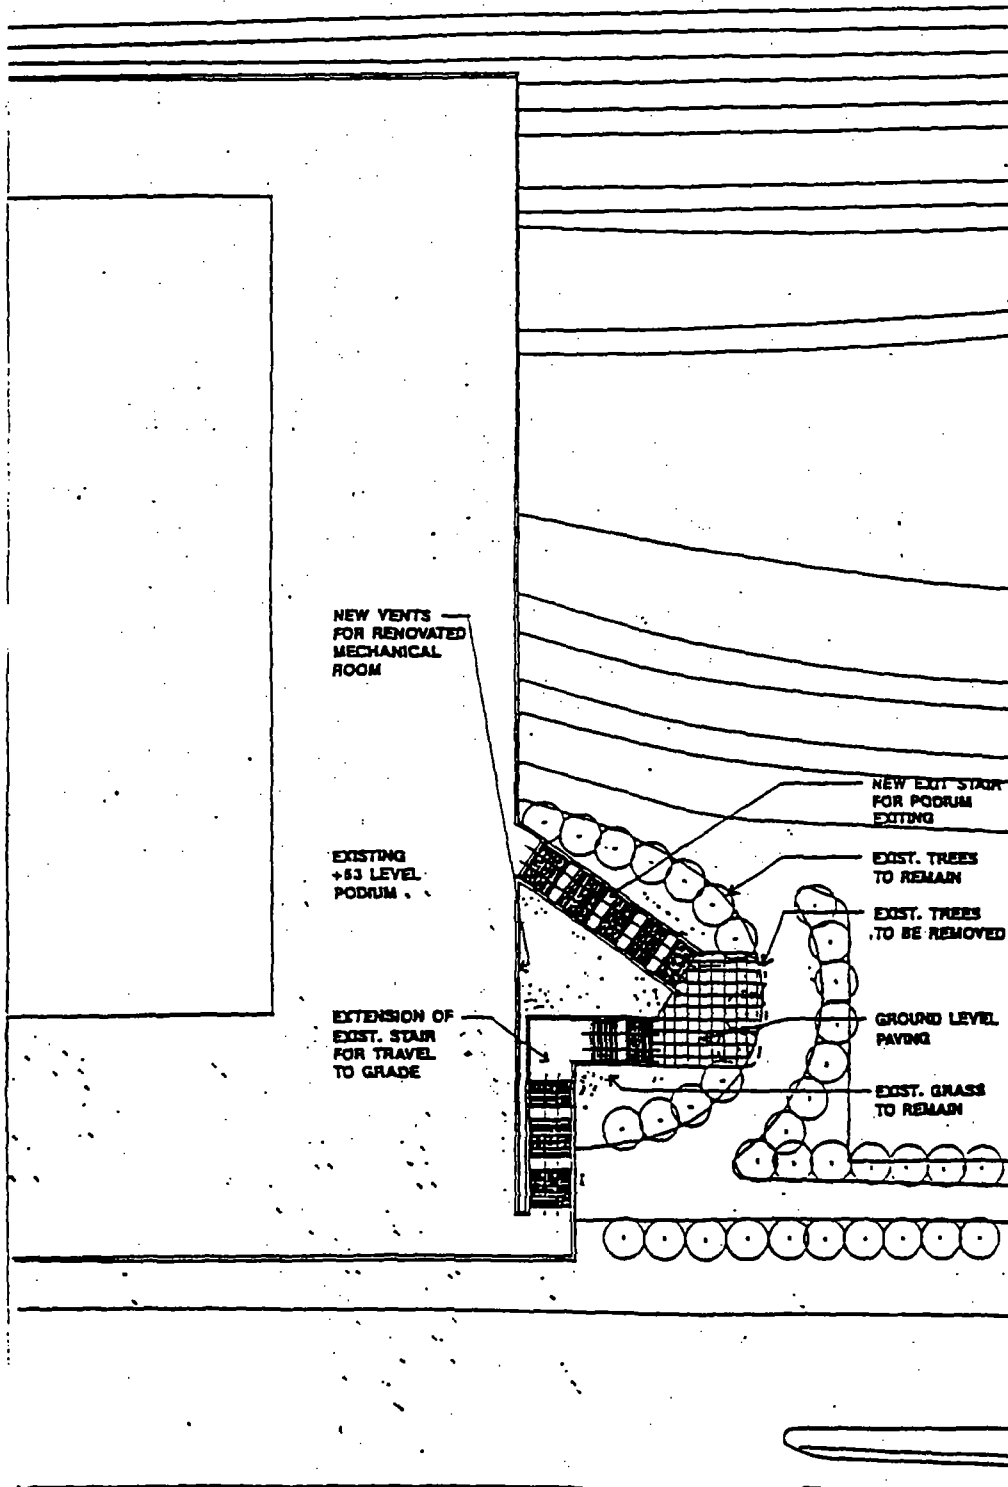 NEW VENTS
FOR RENOVATED
MECHANICAL
ROOM
NEW EXIT STAIR
FOR PODIUM
EXITING
EXISTING
+53 LEVEL
PODIUM
EXIST. TREES
TO REMAIN
EXIST. TREES
TO BE REMOVED
EXTENSION OF
EXIST. STAIR
FOR TRAVEL
TO GRADE
GROUND LEVEL
PAVING
EXIST. GRASS
TO REMAIN